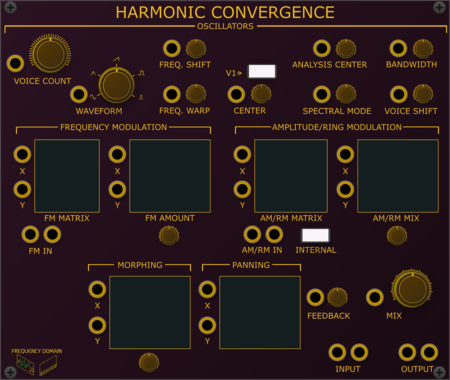 HARMONIC CONVERGENCE
OSCILLATORS
VOICE COUNT
WAVEFORM
FREQ. SHIFT
FREQ. WARP
V1
CENTER
ANALYSIS CENTER
SPECTRAL MODE
BANDWIDTH
VOICE SHIFT
FREQUENCY MODULATION
X
Y
FM MATRIX
FM AMOUNT
FM IN
AMPLITUDE/RING MODULATION
X
Y
X
Y
AM/RM MATRIX
AM/RM MIX
AM/RM IN
INTERNAL
MORPHING
X
Y
PANNING
X
Y
FEEDBACK
MIX
FREQUENCY DOMAIN
INPUT
OUTPUT